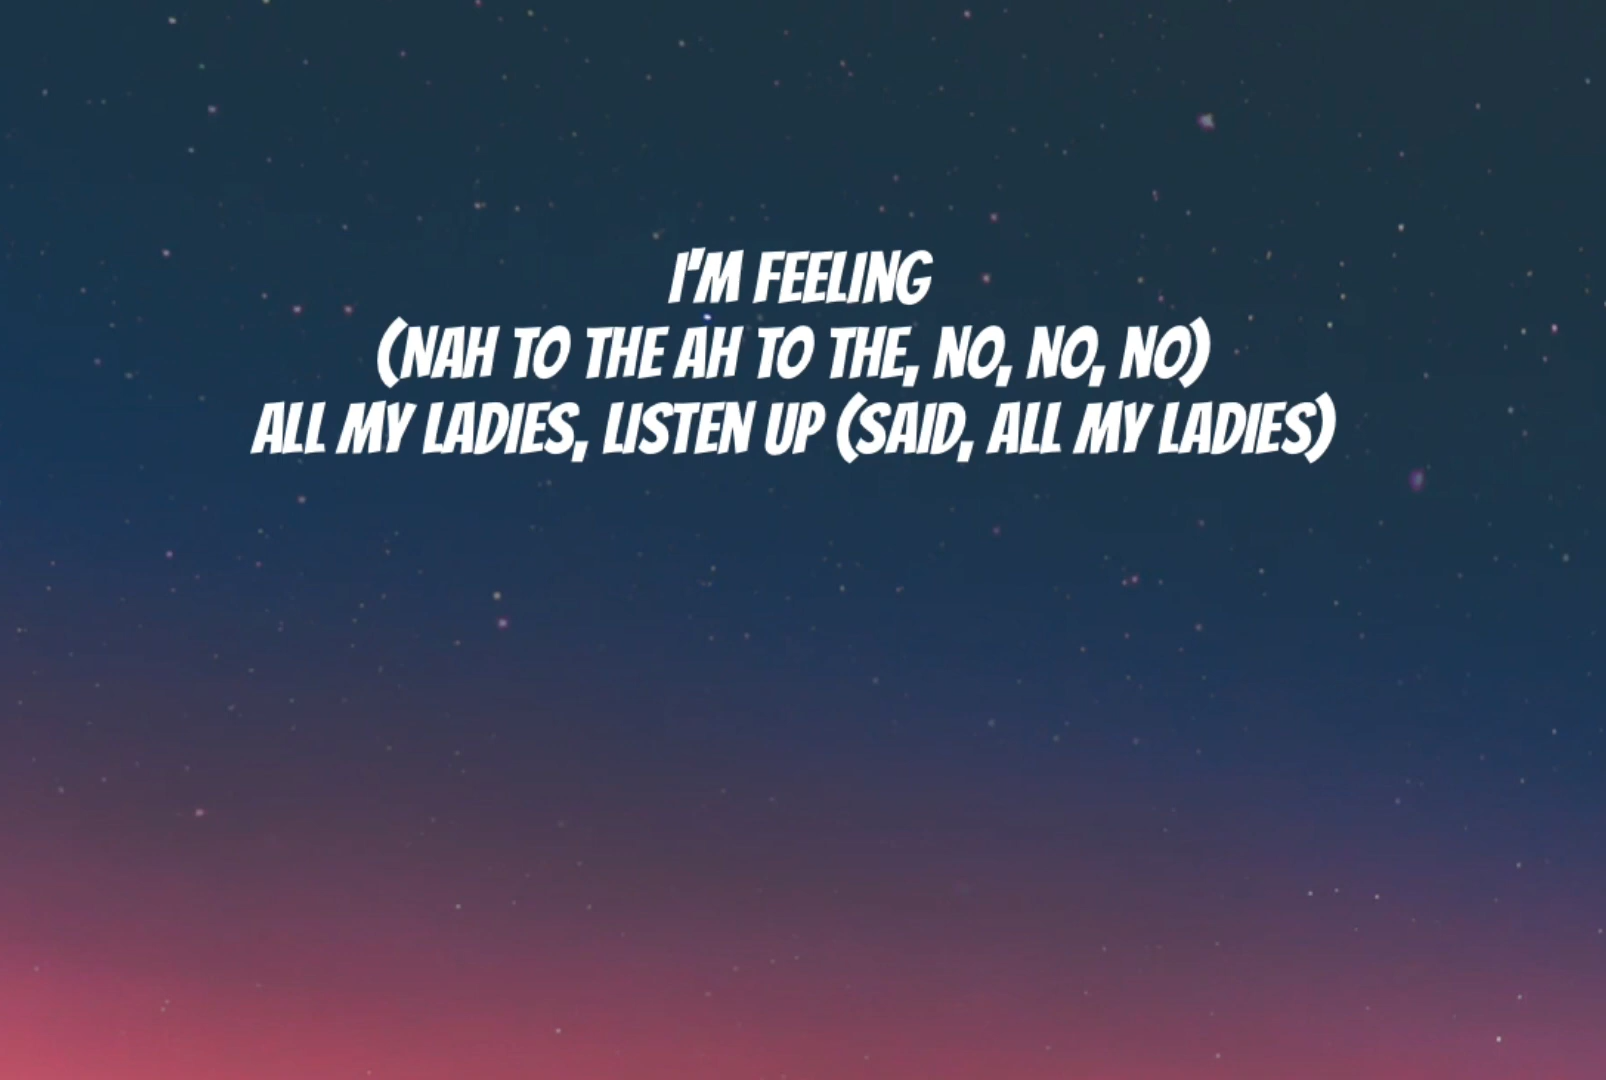 I'M FEELING
(NAH TO THE AH TO THE, NO, NO, NO)
ALL MY LADIES, LISTEN UP (SAID, ALL MY LADIES)